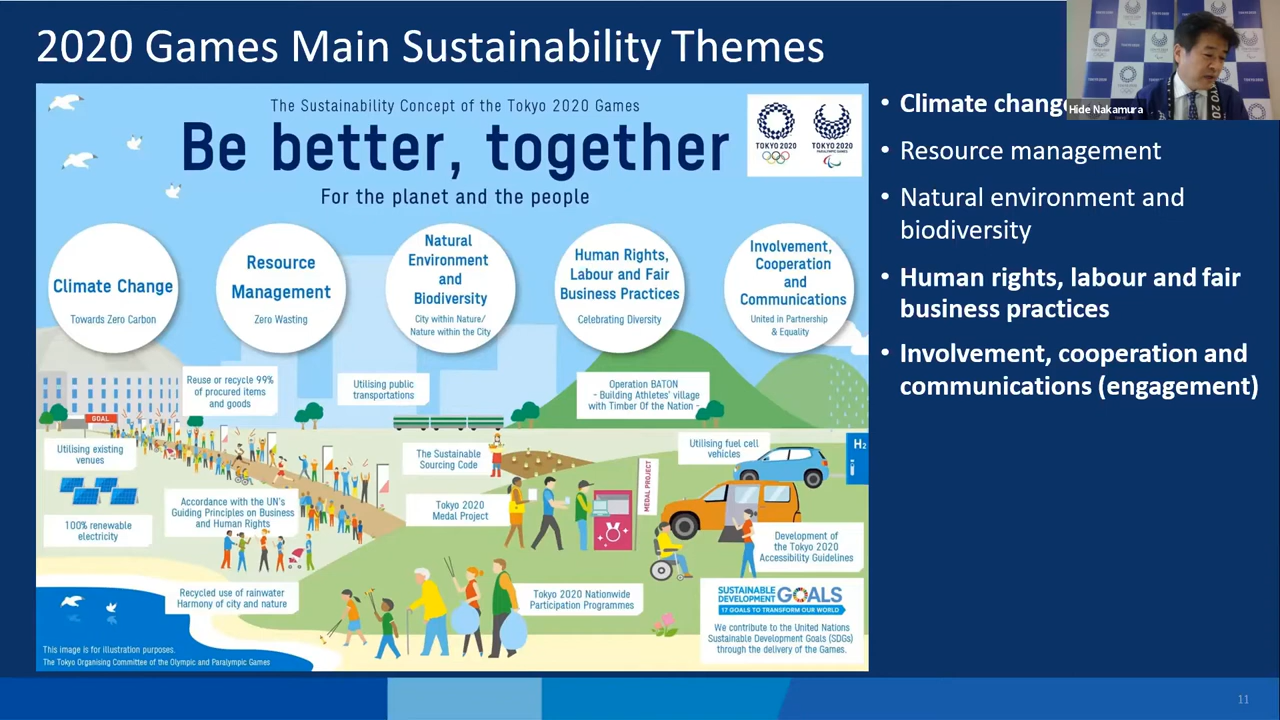 2020 Games Main Sustainability Themes
The Sustainability Concept of the Tokyo 2020 Games
Be better, together
For the planet and the people
TOKYO 2020
TOKYO 2020
PARALYMPIC GAMES
Climate Change
Towards Zero Carbon
Resource
Management
Zero Wasting
Natural
Environment
and
Biodiversity
City within Nature/
Nature within the City
Human Rights,
Labour and Fair
Business Practices
Celebrating Diversity
Involvement,
Cooperation
and
Communications
United in Partnership
& Equality
Reuse or recycle 99%
of procured items
and goods
Utilising public
transportations
Operation BATON
- Building Athletes' village
with Timber Of the Nation -
GOAL
Utilising existing
venues
The Sustainable
Sourcing Code
Utilising fuel cell
vehicles
H2
MEDAL PROJECT
100% renewable
electricity
Accordance with the UN's
Guiding Principles on Business
and Human Rights
Tokyo 2020
Medal Project
Development of
the Tokyo 2020
Accessibility Guidelines
Recycled use of rainwater
Harmony of city and nature
Tokyo 2020 Nationwide
Participation Programmes
SUSTAINABLE
DEVELOPMENT GOALS
17 GOALS TO TRANSFORM OUR WORLD
We contribute to the United Nations
Sustainable Development Goals (SDGs)
through the delivery of the Games.
This image is for illustration purposes.
The Tokyo Organising Committee of the Olympic and Paralympic Games
• Climate change
Hide Nakamura
• Resource management
• Natural environment and
biodiversity
• Human rights, labour and fair
business practices
• Involvement, cooperation and
communications (engagement)
11